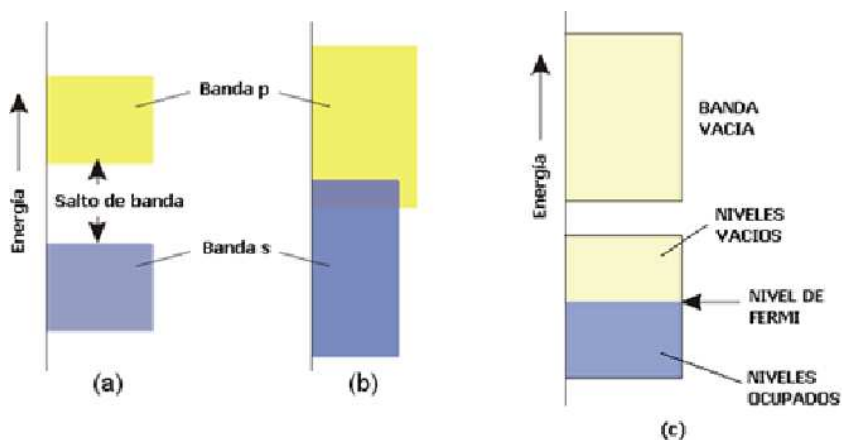 Energía
Banda p
Salto de banda
Banda s
(a)
(b)
Energía
BANDA
VACIA
NIVELES
VACIOS
NIVEL DE
FERMI
NIVELES
OCUPADOS
(c)